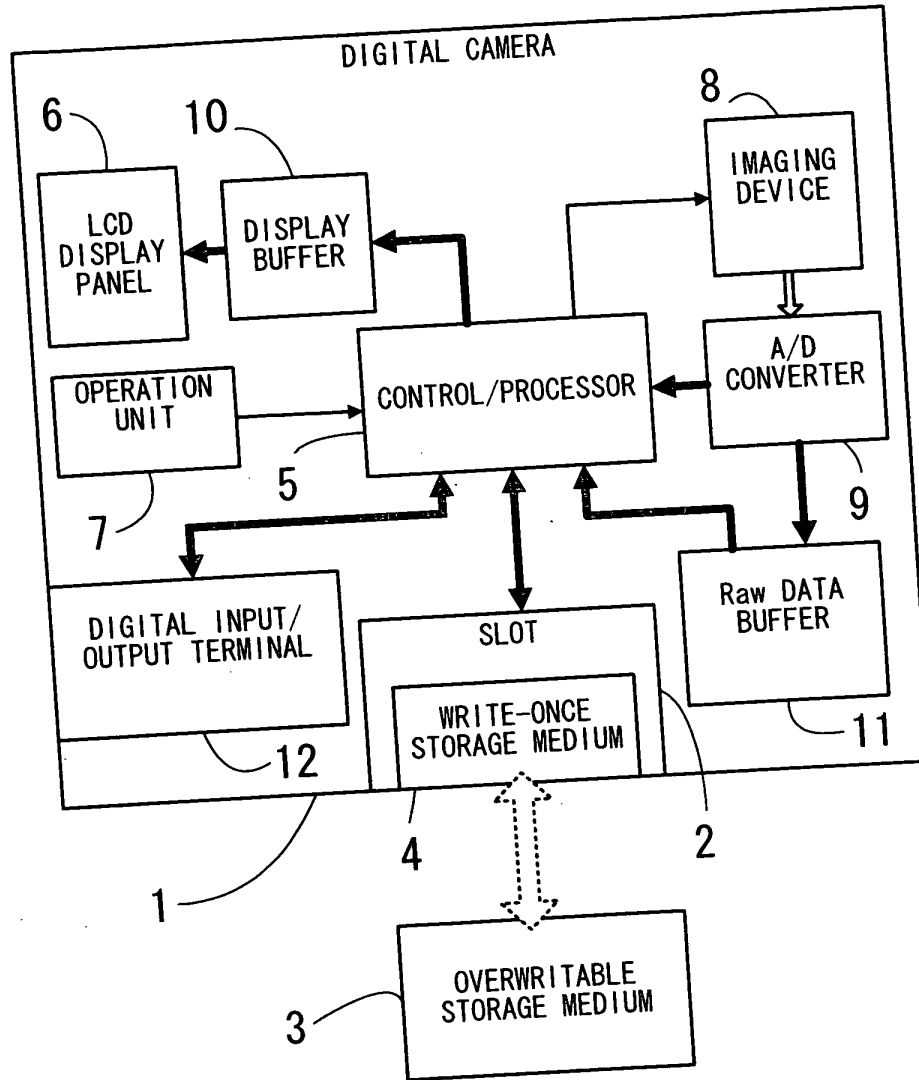 DIGITAL CAMERA
6
10
8
LCD
DISPLAY
PANEL
DISPLAY
BUFFER
IMAGING
DEVICE
OPERATION
UNIT
CONTROL/PROCESSOR
A/D
CONVERTER
7
5
9
DIGITAL INPUT/
OUTPUT TERMINAL
SLOT
Raw DATA
BUFFER
WRITE-ONCE
STORAGE MEDIUM
12
11
1
4
2
OVERWRITABLE
STORAGE MEDIUM
3